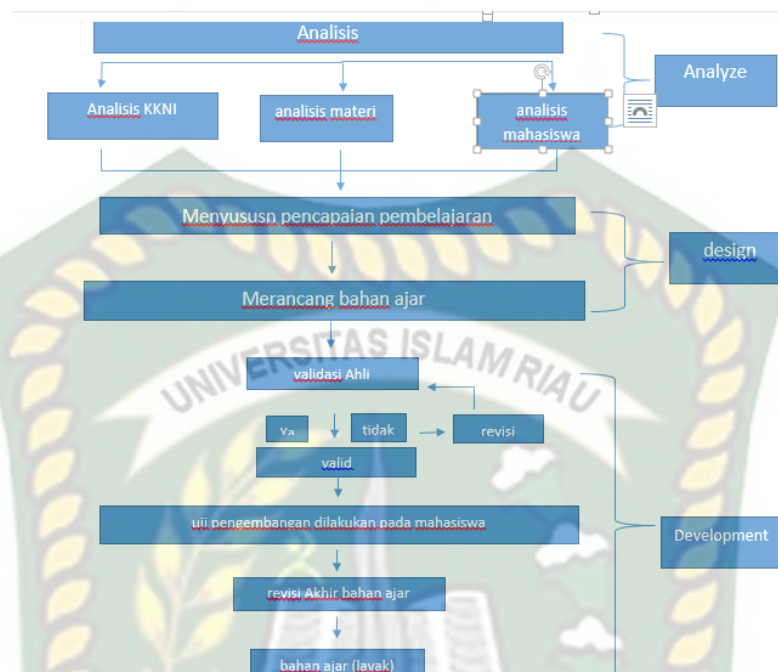 Analisis
Analyze
Analisis KKNI
analisis materi
analisis
mahasiswa
Menyususn pencapaian pembelajaran
design
Merancang bahan ajar
UNIVERSITAS ISLAM RIAU
validasi Ahli
tidak
revisi
valid
uji pengembangan dilakukan pada mahasiswa
Development
revisi Akhir bahan ajar
bahan ajar (layak)